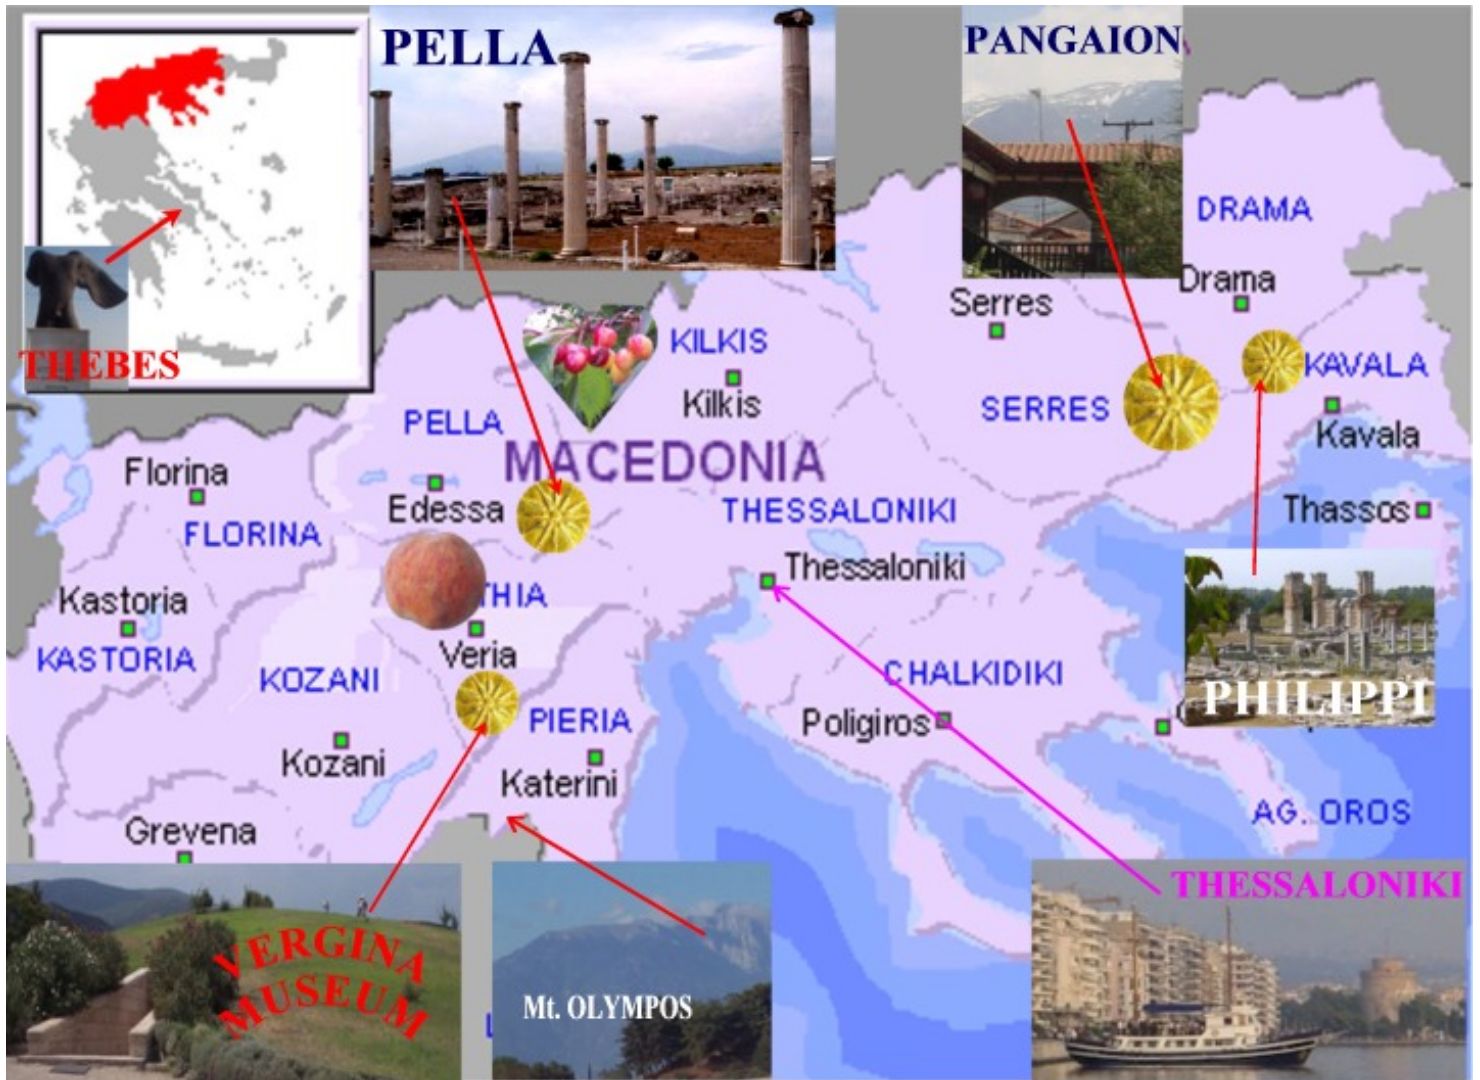 PELLA
PANGAION
THEBES
DRAMA
Drama
Serres
KILKIS
Kilkis
KAVALA
Kavala
SERRES
PELLA
MACEDONIA
Florina
FLORINA
Edessa
THESSALONIKI
Thessaloniki
Thassos
Kastoria
KASTORIA
THIA
Veria
KOZANI
Kozani
PIERIA
Katerini
CHALKIDIKI
Poligiros
PHILIPPI
AG. OROS
Grevena
VERGINA
MUSEUM
Mt. OLYMPOS
THESSALONIKI